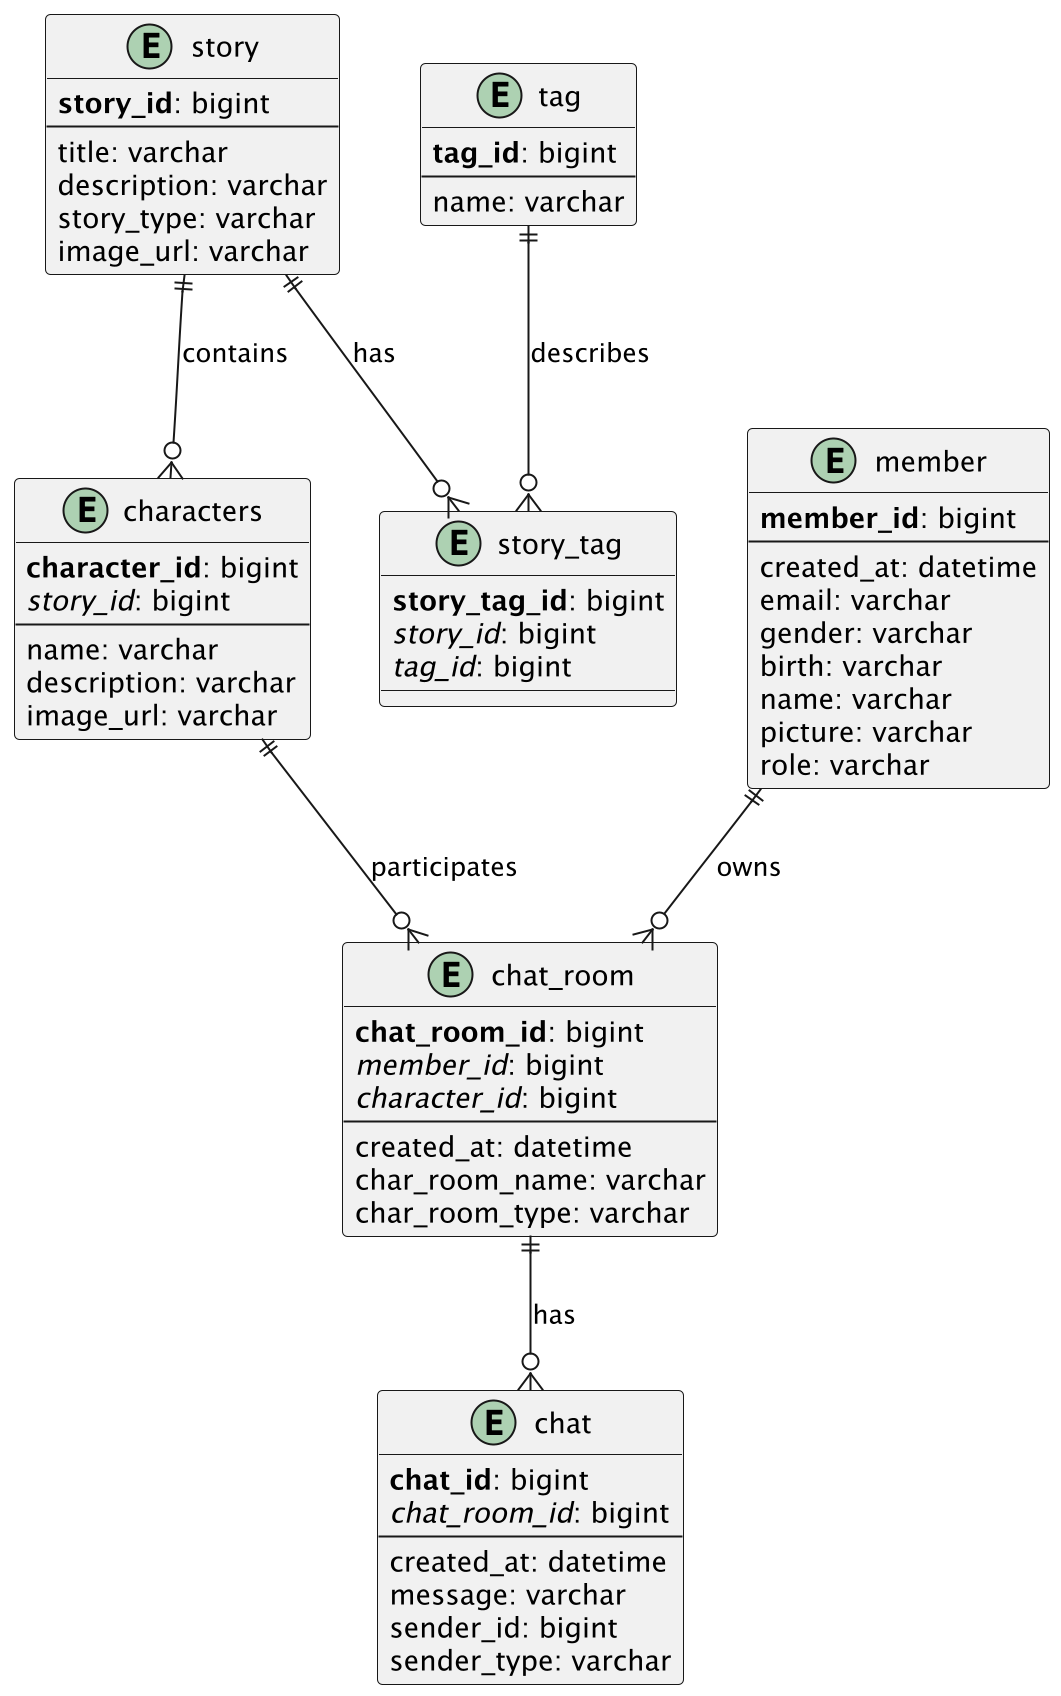 E story
story_id: bigint
title: varchar
description: varchar
story_type: varchar
image_url: varchar
E tag
tag_id: bigint
name: varchar
contains
has
describes
E characters
character_id: bigint
story_id: bigint
name: varchar
description: varchar
image_url: varchar
E story_tag
story_tag_id: bigint
story_id: bigint
tag_id: bigint
E member
member_id: bigint
created_at: datetime
email: varchar
gender: varchar
birth: varchar
name: varchar
picture: varchar
role: varchar
participates
owns
E chat_room
chat_room_id: bigint
member_id: bigint
character_id: bigint
created_at: datetime
char_room_name: varchar
char_room_type: varchar
has
E chat
chat_id: bigint
chat_room_id: bigint
created_at: datetime
message: varchar
sender_id: bigint
sender_type: varchar